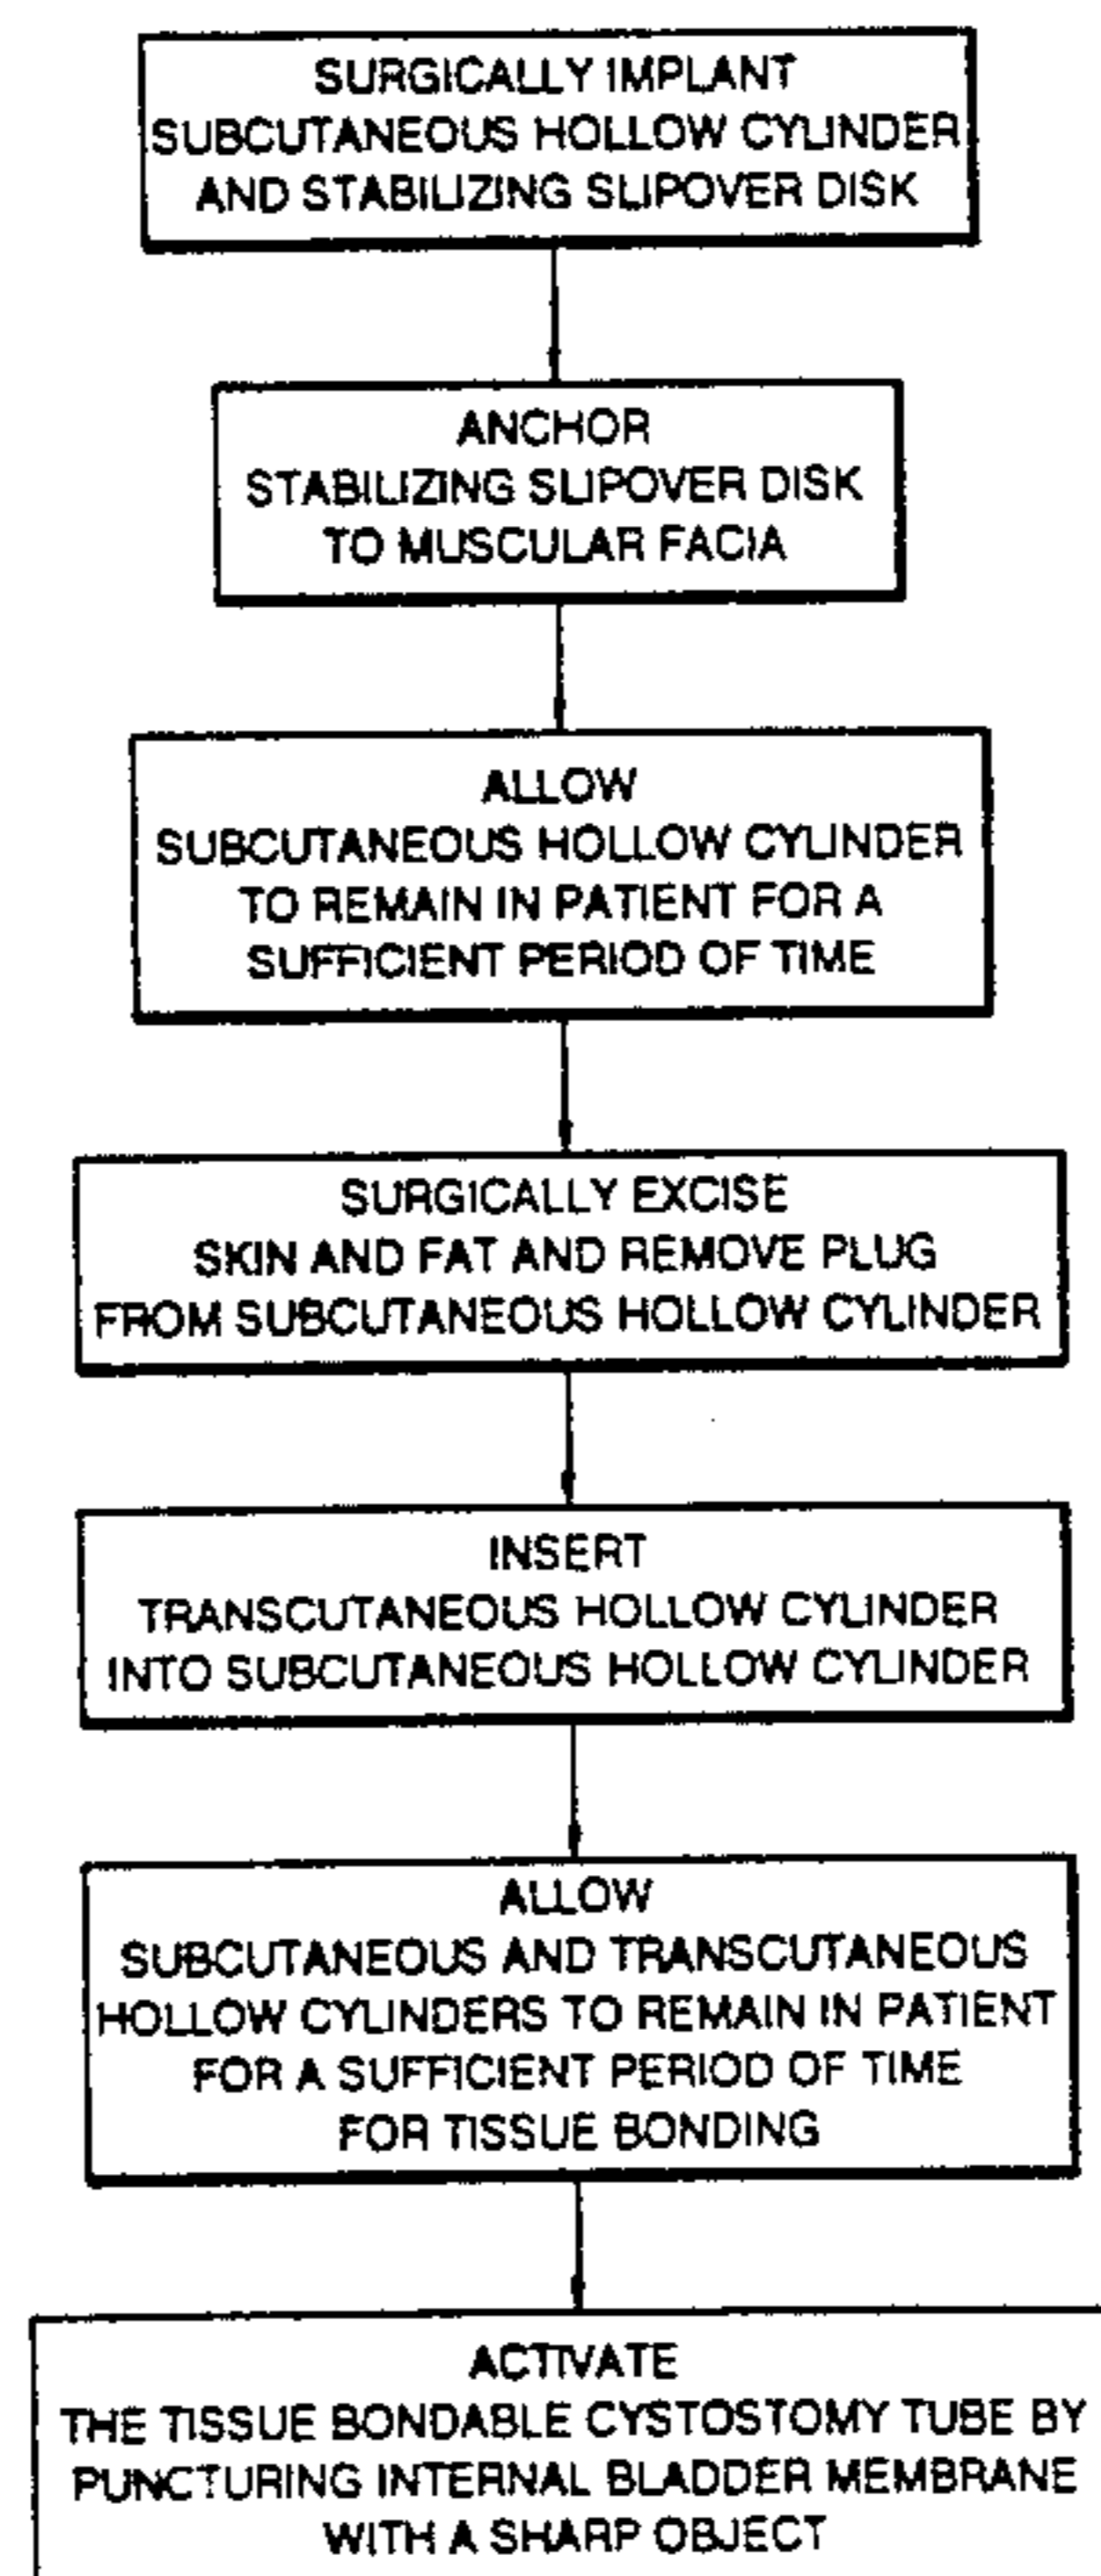 SURGICALLY IMPLANT
SUBCUTANEOUS HOLLOW CYLINDER
AND STABILIZING SLIPOVER DISK
ANCHOR
STABILIZING SLIPOVER DISK
TO MUSCULAR FACIA
ALLOW
SUBCUTANEOUS HOLLOW CYLINDER
TO REMAIN IN PATIENT FOR A
SUFFICIENT PERIOD OF TIME
SURGICALLY EXCISE
SKIN AND FAT AND REMOVE PLUG
FROM SUBCUTANEOUS HOLLOW CYLINDER
INSERT
TRANSCUTANEOUS HOLLOW CYLINDER
INTO SUBCUTANEOUS HOLLOW CYLINDER
ALLOW
SUBCUTANEOUS AND TRANSCUTANEOUS
HOLLOW CYLINDERS TO REMAIN IN PATIENT
FOR A SUFFICIENT PERIOD OF TIME
FOR TISSUE BONDING
ACTIVATE
THE TISSUE BONDABLE CYSTOSTOMY TUBE BY
PUNCTURING INTERNAL BLADDER MEMBRANE
WITH A SHARP OBJECT